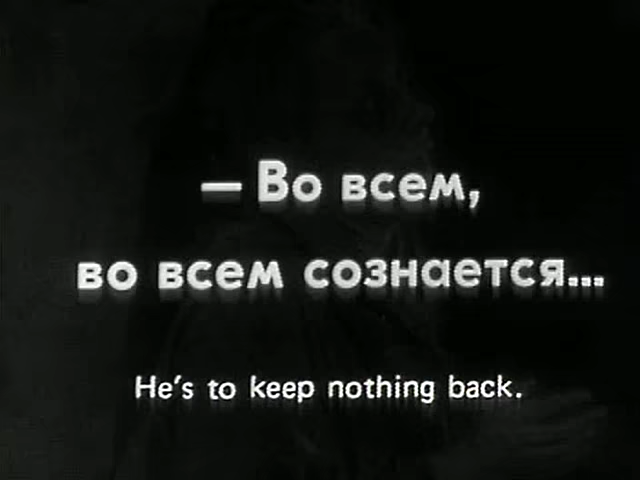 — Во всем,
во всем сознается...
He's to keep nothing back.